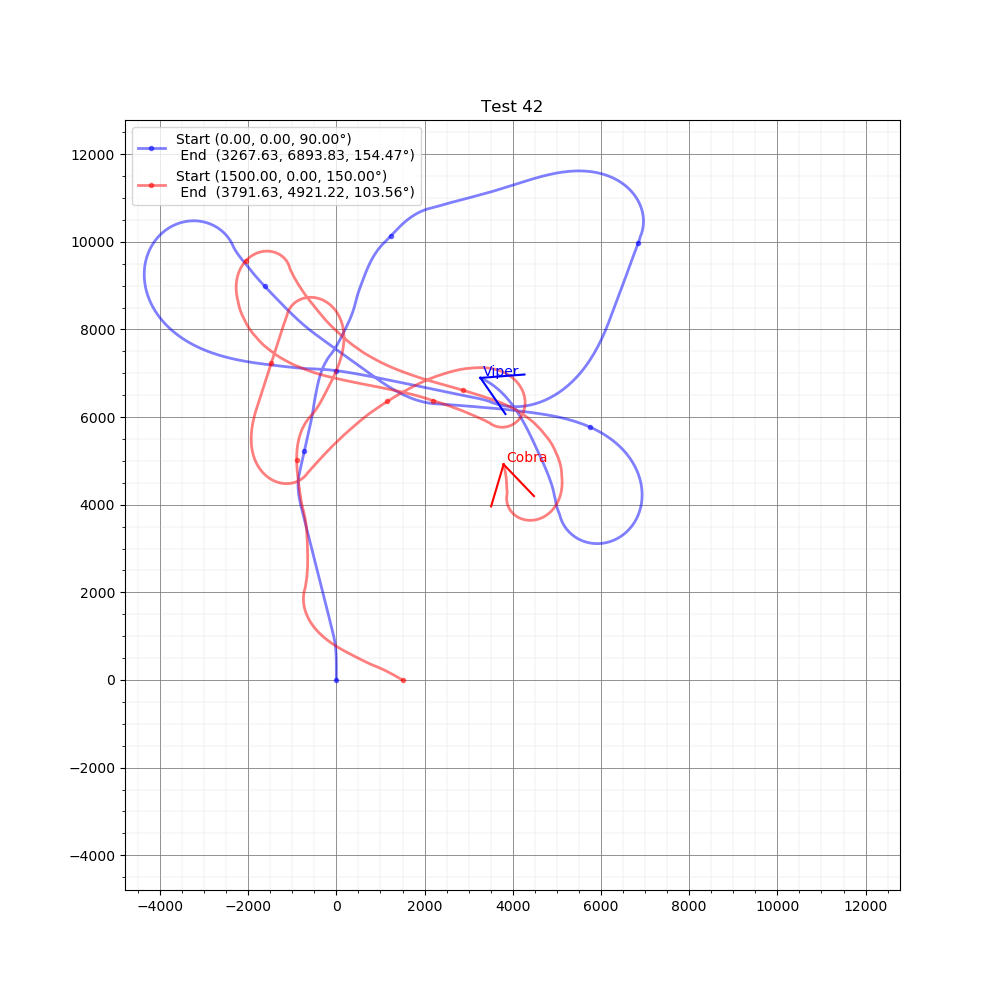 Test 42
Start (0.00, 0.00, 90.00°)
End (3267.63, 6893.83, 154.47°)
Start (1500.00, 0.00, 150.00°)
End (3791.63, 4921.22, 103.56°)
12000
10000
8000
6000
4000
2000
0
−2000
−4000
Viper
Cobra
−4000 −2000 0 2000 4000 6000 8000 10000 12000